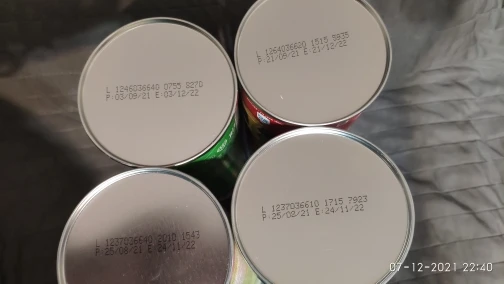 L 1246036640 0755 8270
P:03/09/21 E:03/12/22
L 1264036620 1515 5935
P:21/09/21 E:21/12/22
L 1237036640 2010 1543
P:25/08/21 E:24/11/22
L 1237036610 1715 7923
P:25/08/21 E:24/11/22
07-12-2021 22:40